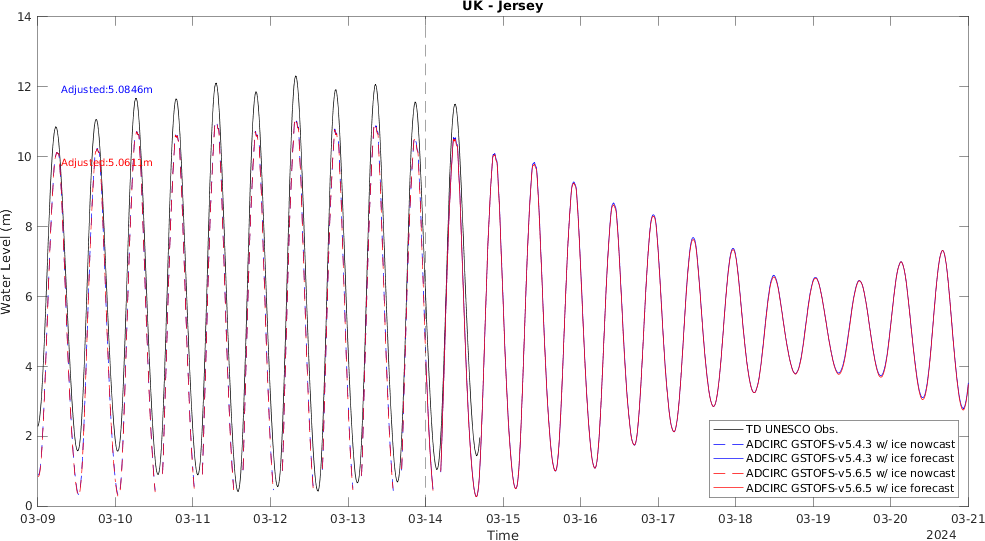 UK - Jersey
14
12
10
8
6
4
2
0
Water Level (m)
Adjusted:5.0846m
Adjusted:5.0617m
TD UNESCO Obs.
ADCIRC GSTOFS-v5.4.3 w/ ice nowcast
ADCIRC GSTOFS-v5.4.3 w/ ice forecast
ADCIRC GSTOFS-v5.6.5 w/ ice nowcast
ADCIRC GSTOFS-v5.6.5 w/ ice forecast
03-09 03-10 03-11 03-12 03-13 03-14 03-15 03-16 03-17 03-18 03-19 03-20 03-21
Time
2024